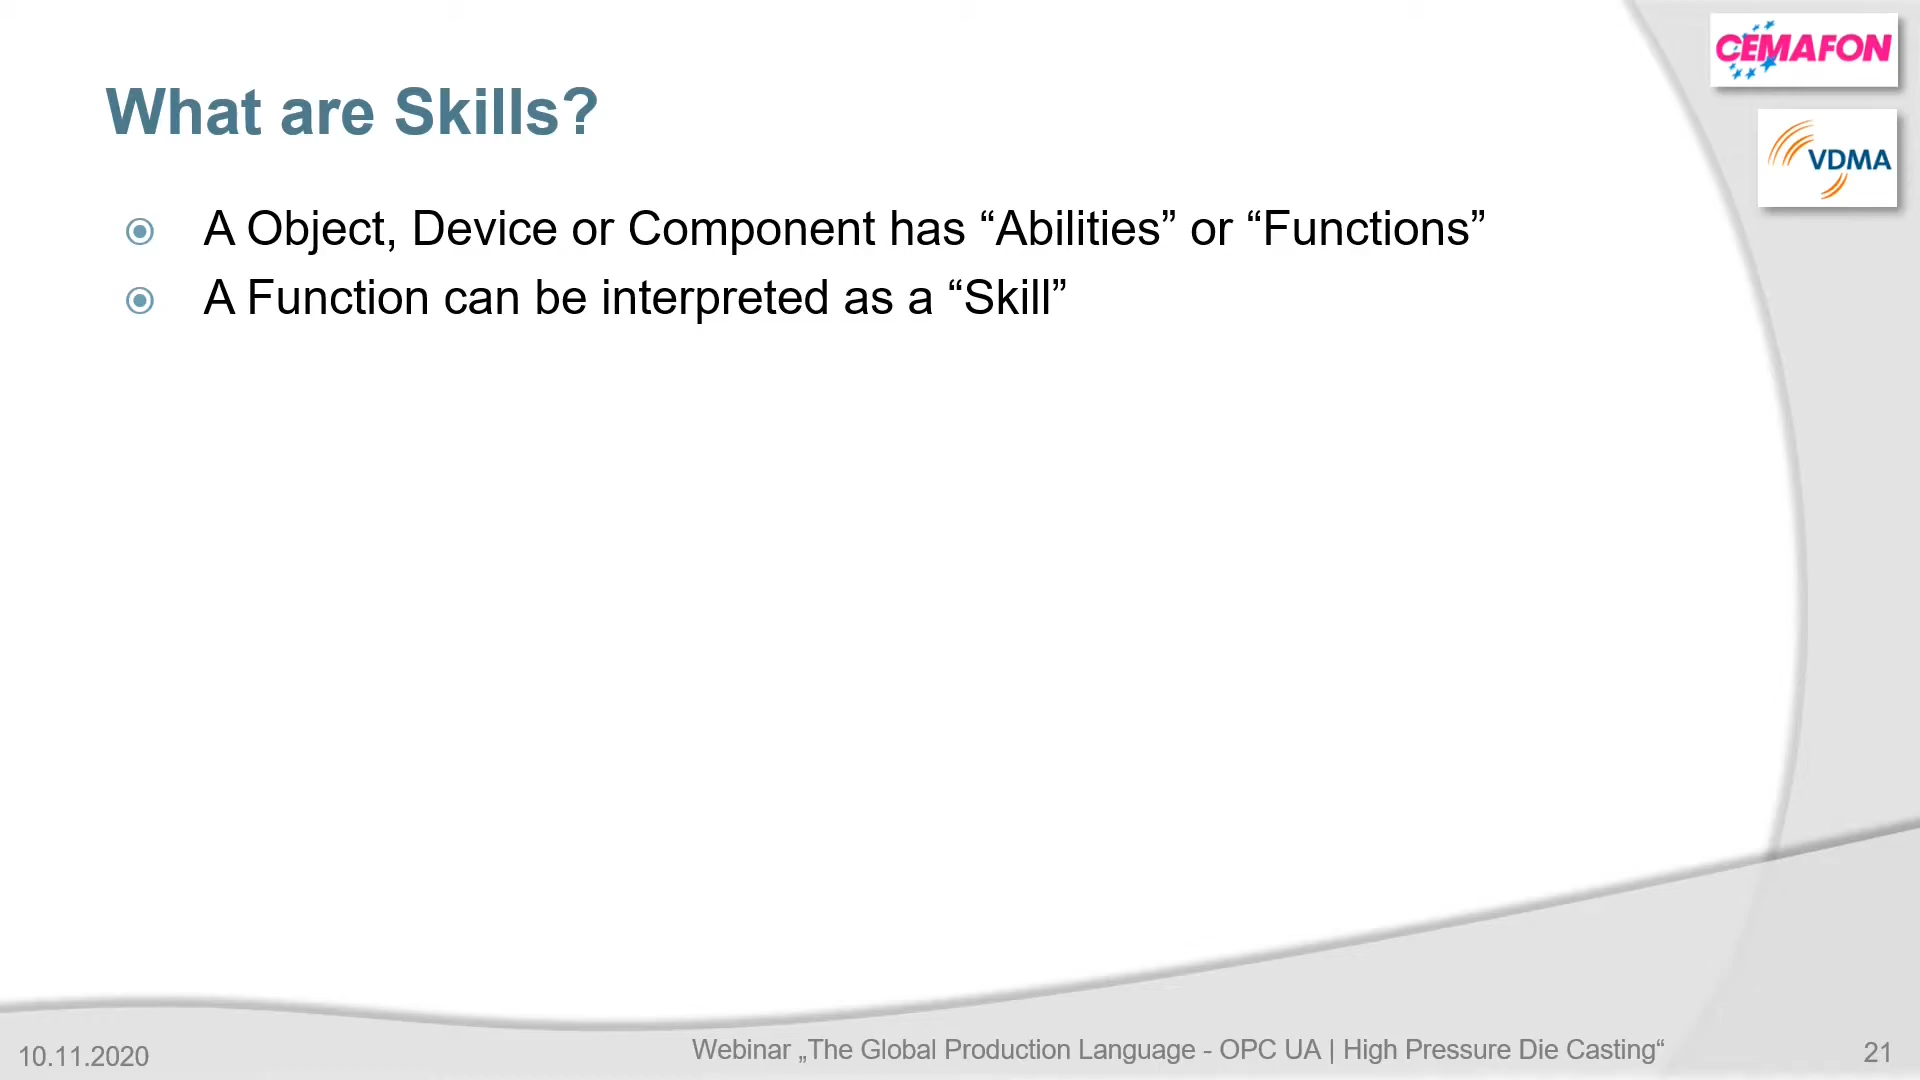 CEMAFON
What are Skills?
VDMA
A Object, Device or Component has “Abilities” or “Functions”
A Function can be interpreted as a “Skill”
10.11.2020
Webinar „The Global Production Language - OPC UA | High Pressure Die Casting“
21